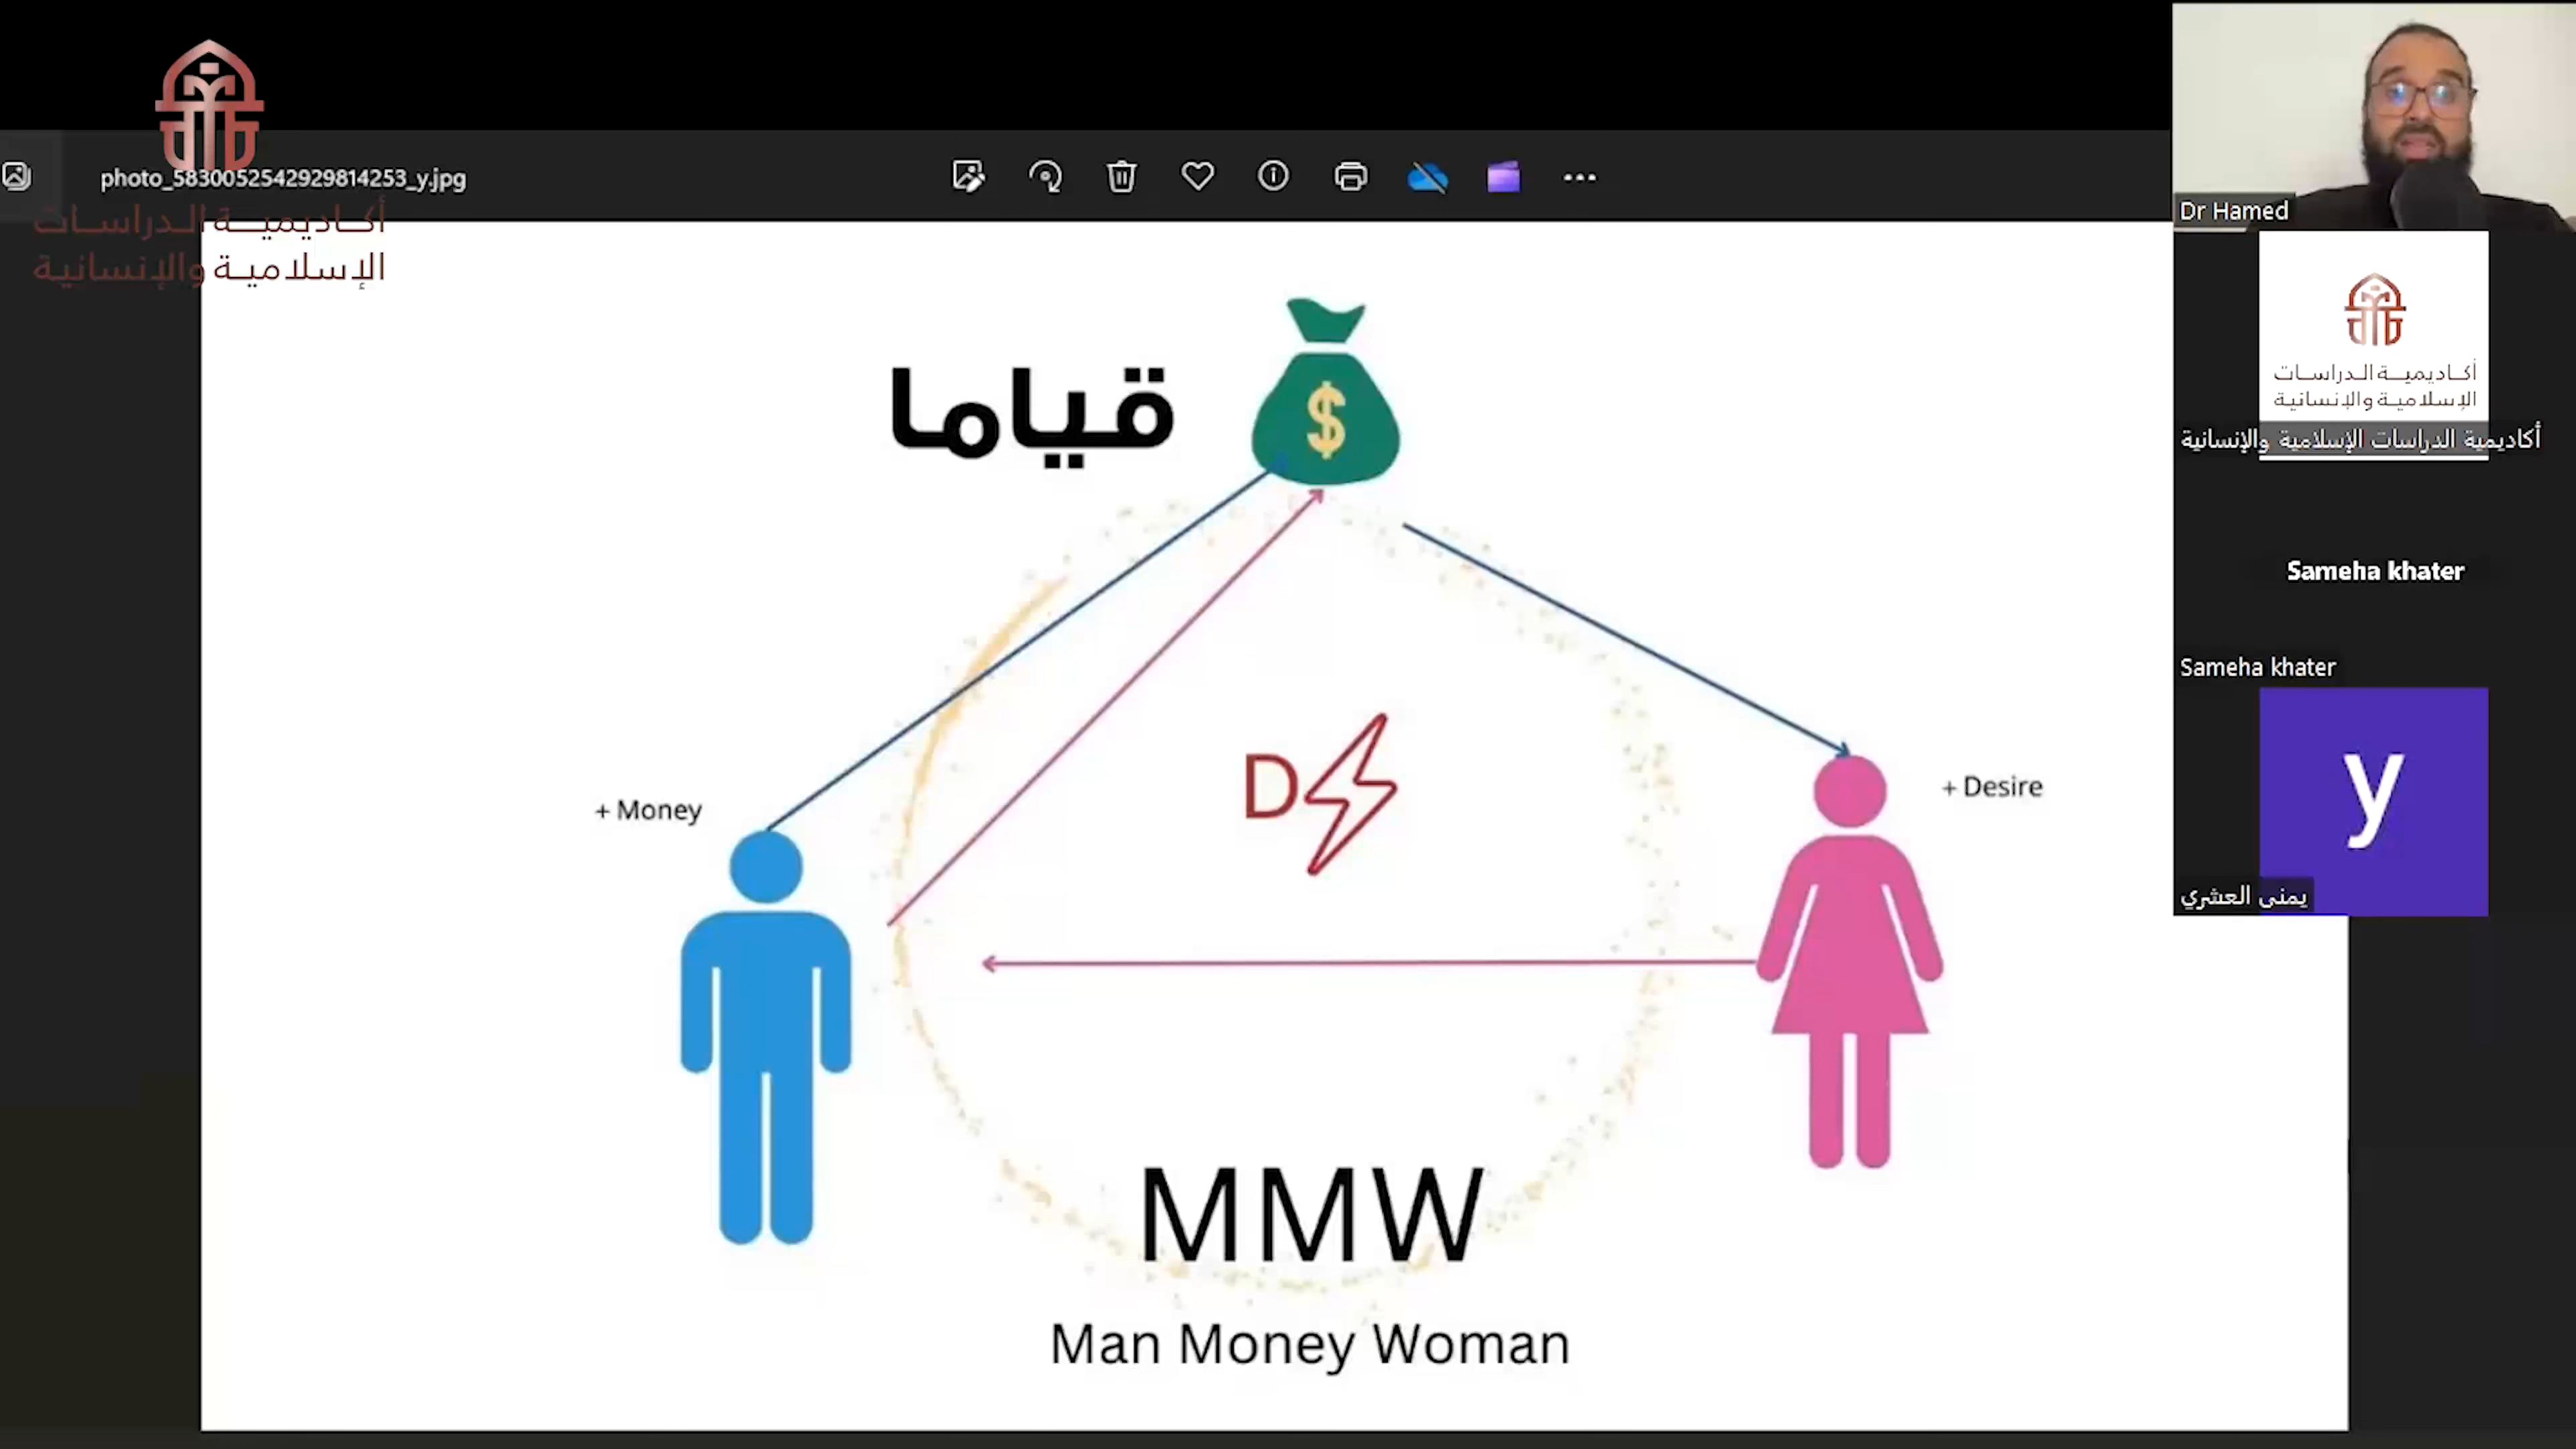 photo_5830052542929814253_y.jpg
أكاديمية الدراسات
الإسلامية والإنسانية
قياما
$
+ Money
D
+ Desire
MMW
Man Money Woman
Dr Hamed
أكاديمية الدراسات
الإسلامية والإنسانية
أكاديمية الدراسات الإسلامية والإنسانية
Sameha khater
Sameha khater
y
يمنى العشري